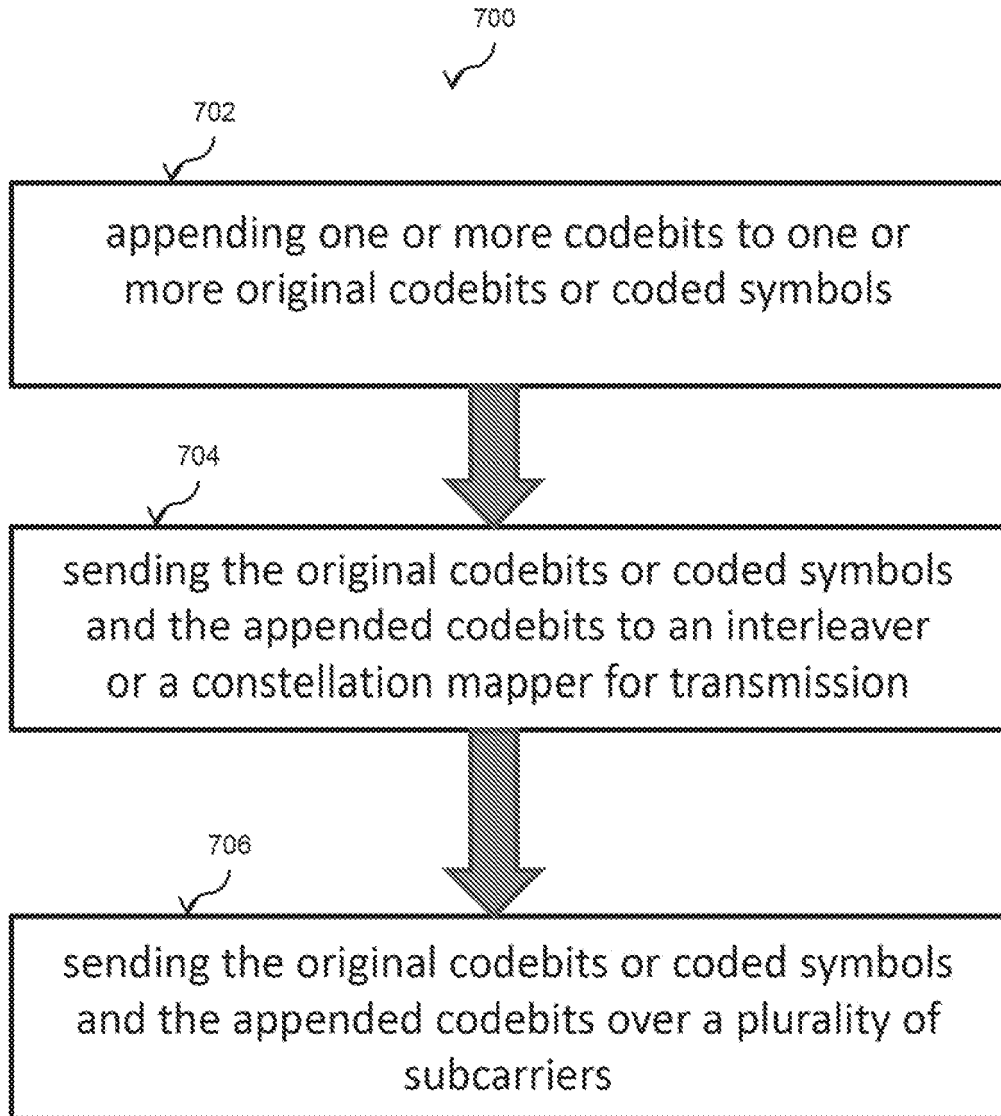 700
702
appending one or more codebits to one or
more original codebits or coded symbols
704
sending the original codebits or coded symbols
and the appended codebits to an interleaver
or a constellation mapper for transmission
706
sending the original codebits or coded symbols
and the appended codebits over a plurality of
subcarriers